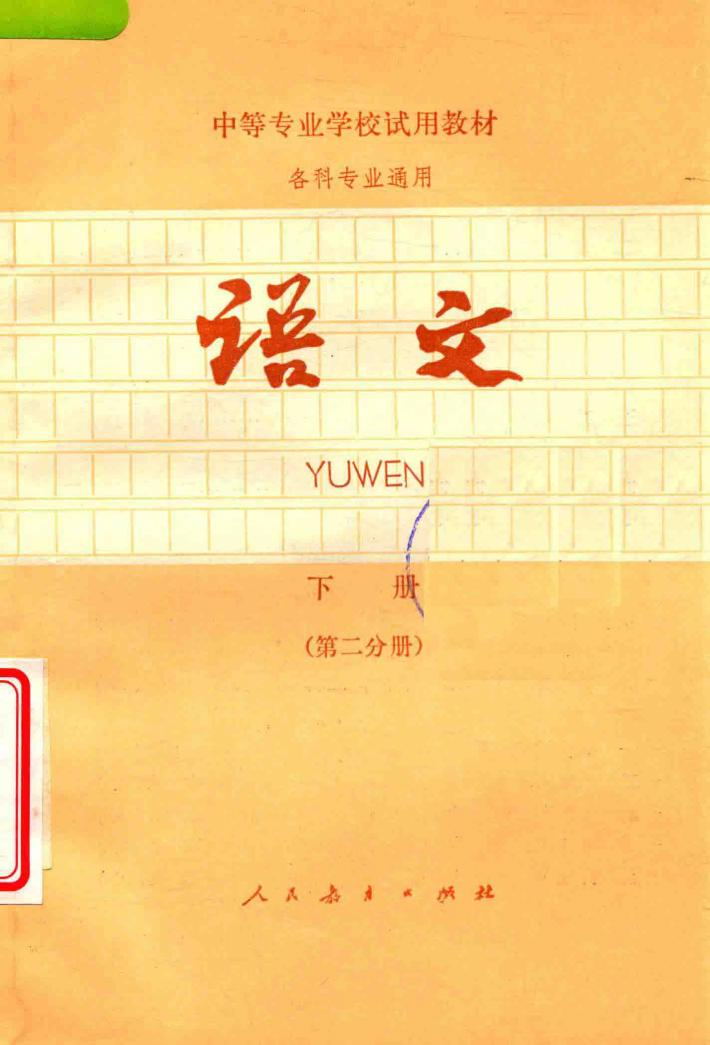 中等专业学校试用教材
各科专业通用
语文
YUWEN
下册
(第二分册)
人民教育出版社